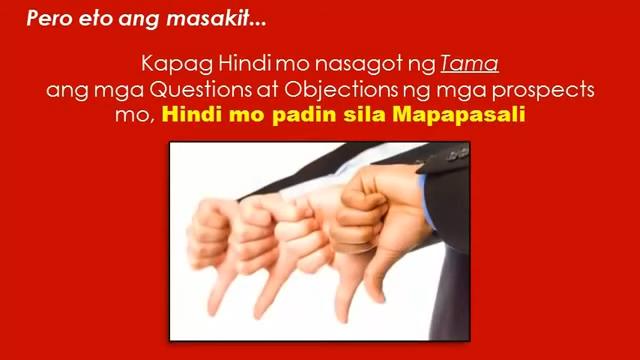 Pero eto ang masakit...
Kapag Hindi mo nasagot ng Tama
ang mga Questions at Objections ng mga prospects
mo, Hindi mo padin sila Mapapasali